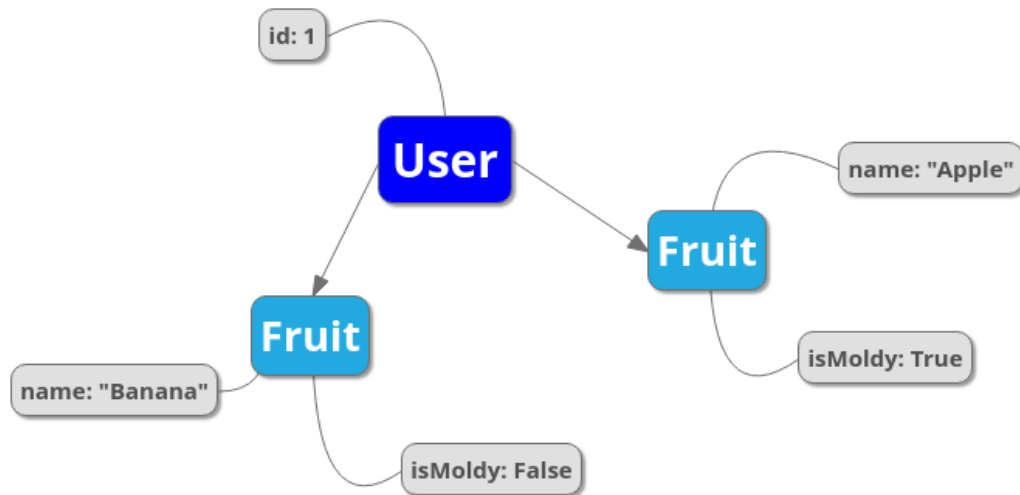 id: 1
User
name: "Apple"
Fruit
isMoldy: True
Fruit
name: "Banana"
isMoldy: False